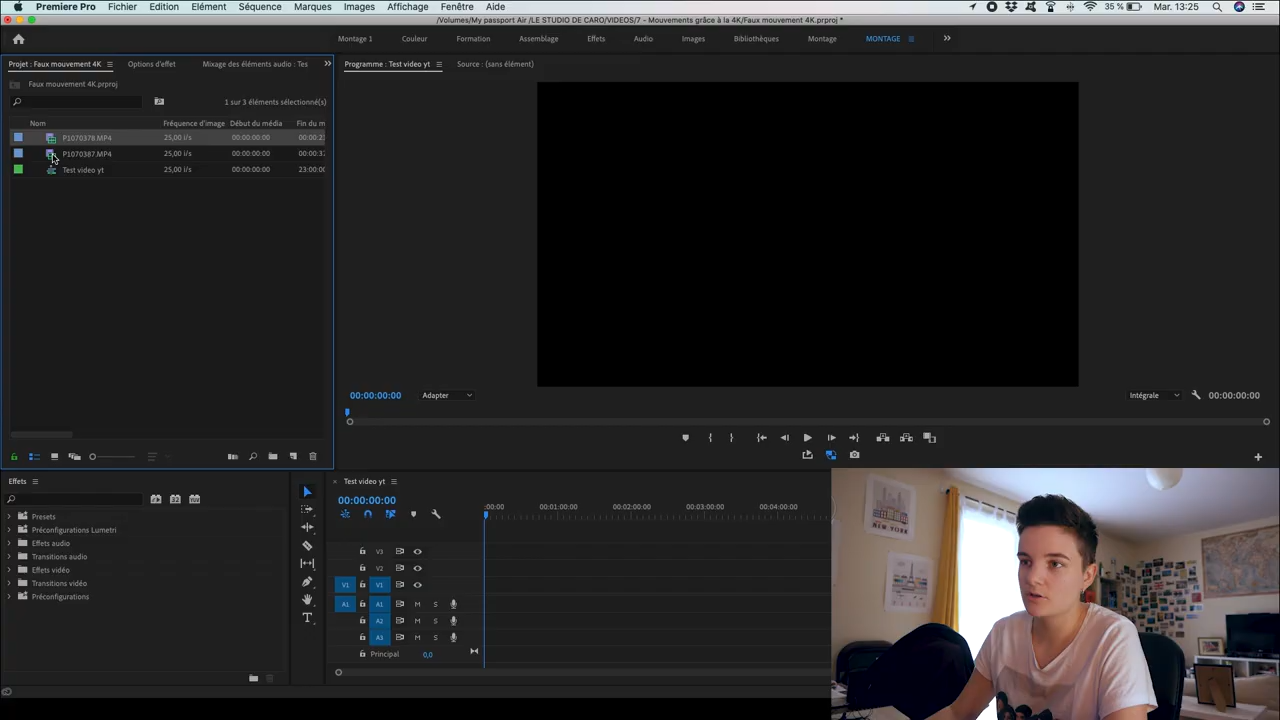 Premiere Pro Fichier Edition Elément Séquence Marques Images Affichage Fenêtre Aide 35 % Mar. 13:25
/Volumes/My passport Air /LE STUDIO DE CARO/VIDEOS/7 - Mouvements grâce à la 4K/Faux mouvement 4K.prproj *
Montage 1 Couleur Formation Assemblage Effets Audio Images Bibliothèques Montage MONTAGE
Projet : Faux mouvement 4K Options d'effet Mixage des éléments audio : Tes
Programme : Test video yt Source : (sans élément)
Faux mouvement 4K.prproj
1 sur 3 éléments sélectionné(s)
Nom Fréquence d'image Début du média Fin du m
P1070378.MP4 25,00 i/s 00:00:00:00 00:00:2
P1070387.MP4 25,00 i/s 00:00:00:00 00:00:3
Test video yt 25,00 i/s 00:00:00:00 23:00:00
00:00:00:00 Adapter Intégrale 00:00:00:00
Effets
Presets
Préconfigurations Lumetri
Effets audio
Transitions audio
Effets vidéo
Transitions vidéo
Préconfigurations
T
Test video yt
00:00:00:00
:00:00 00:01:00:00 00:02:00:00 00:03:00:00 00:04:00:00
V3
V2
V1 V1
A1 A1 M S
A2 M S
A3 M S
Principal 0,0
NEW YORK